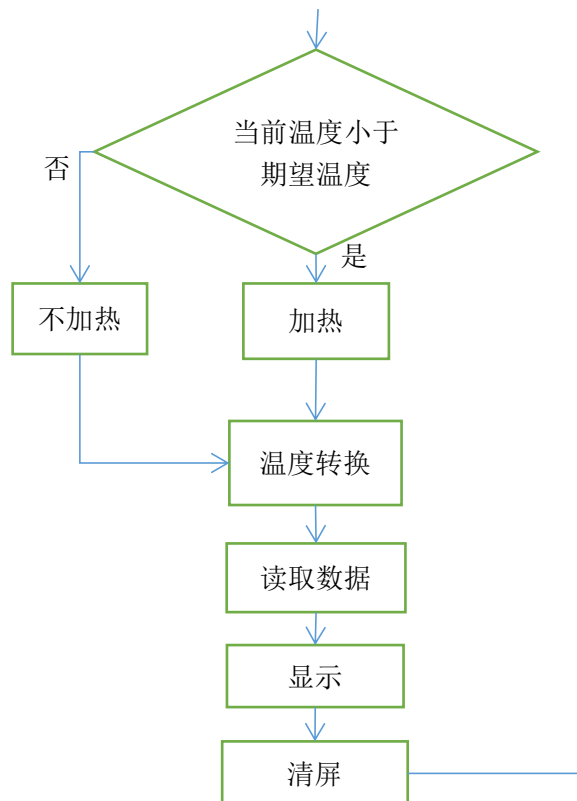 当前温度小于
期望温度
否
是
不加热
加热
温度转换
读取数据
显示
清屏